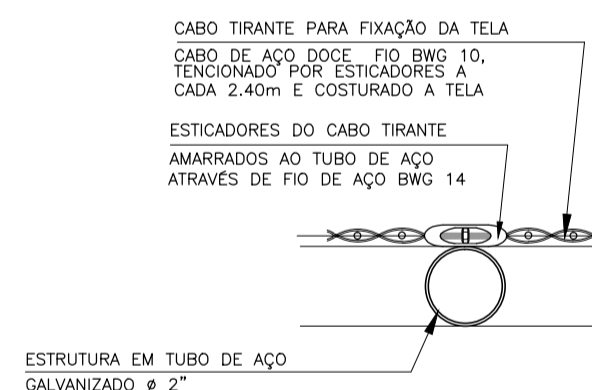 CABO TIRANTE PARA FIXAÇÃO DA TELA
CABO DE AÇO DOCE FIO BWG 10,
TENCIONADO POR ESTICADORES A
CADA 2.40m E COSTURADO A TELA
ESTICADORES DO CABO TIRANTE
AMARRADOS AO TUBO DE AÇO
ATRAVÉS DE FIO DE AÇO BWG 14
ESTRUTURA EM TUBO DE AÇO
GALVANIZADO ø 2”